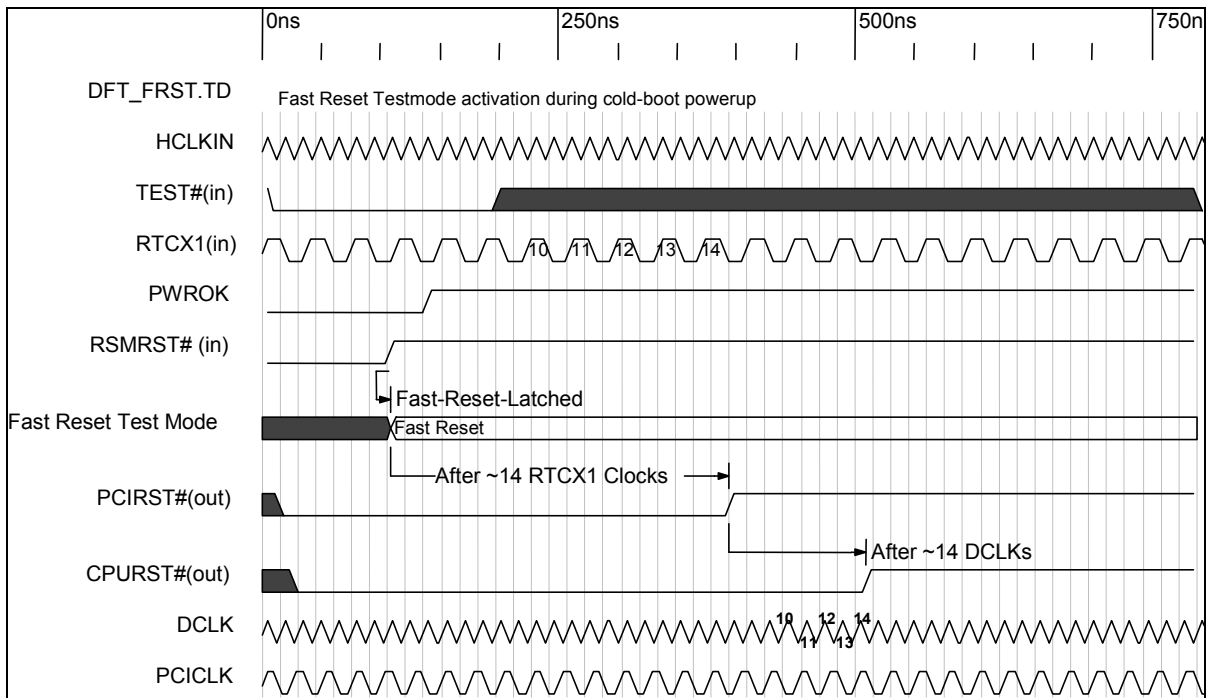 0ns 250ns 500ns 750n
DFT_FRST.TD Fast Reset Testmode activation during cold-boot powerup
HCLKIN
TEST#(in)
RTCX1(in) 10 11 12 13 14
PWROK
RSMRST# (in)
Fast-Reset-Latched
Fast Reset Test Mode Fast Reset
After ~14 RTCX1 Clocks
PCIRST#(out)
After ~14 DCLKs
CPURST#(out)
DCLK 10 11 12 13 14
PCICLK